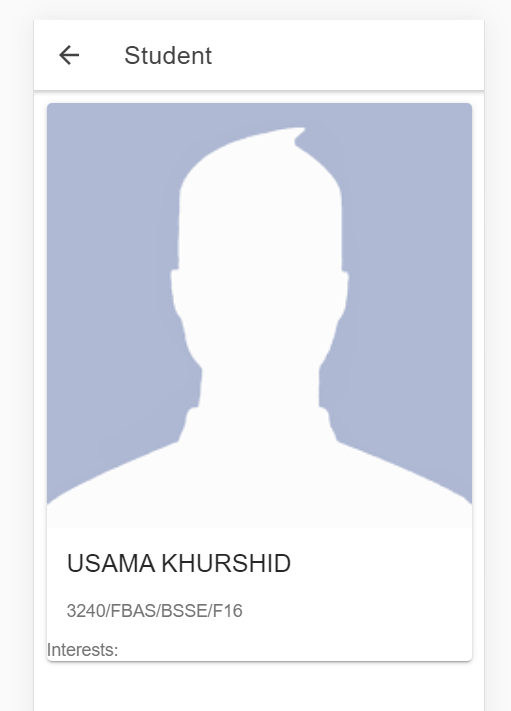 Student
USAMA KHURSHID
3240/FBAS/BSSE/F16
Interests: